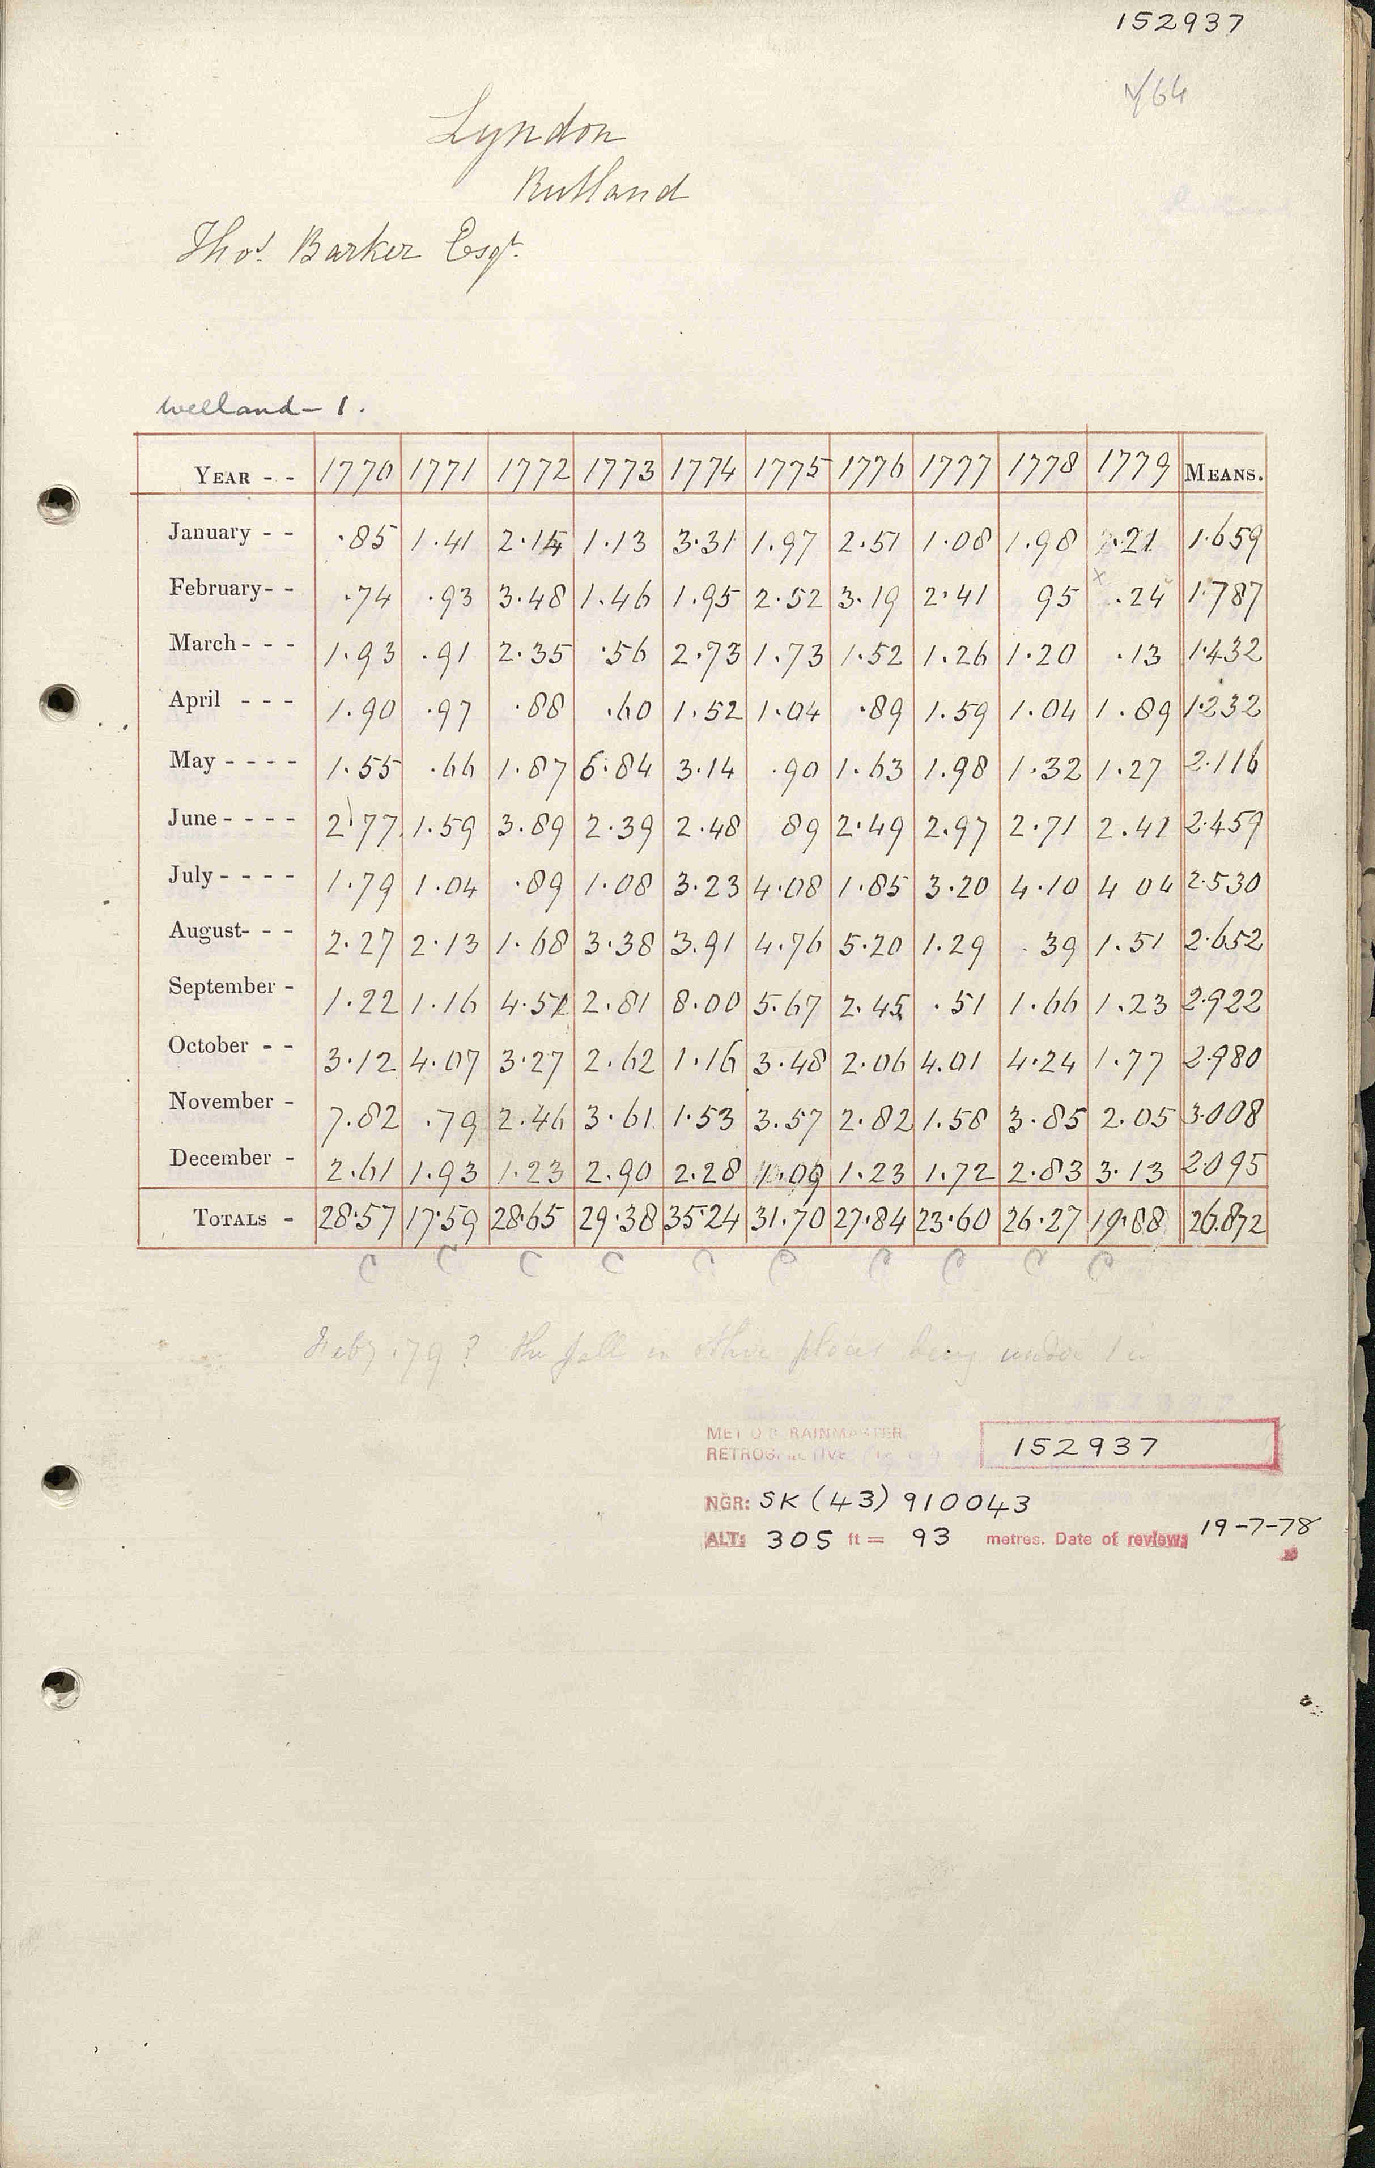 152937
√64
Lyndon
Rutland
Thos. Barker Esqr.
Welland – 1.
YEAR - - 1770 1771 1772 1773 1774 1775 1776 1777 1778 1779 MEANS.
January - - .85 1.41 2.15 1.13 3.31 1.97 2.51 1.08 1.98 .21 1.659
February- - .74 .93 3.48 1.46 1.95 2.52 3.19 2.41 95 x .24 1.787
March- - - 1.93 .91 2.35 .56 2.73 1.73 1.52 1.26 1.20 .13 1.432
April - - - 1.90 .97 .88 .60 1.52 1.04 .89 1.59 1.04 1.89 1.232
May - - - - 1.55 .66 1.87 6.84 3.14 .90 1.63 1.98 1.32 1.27 2.116
June - - - - 2.77 1.59 3.89 2.39 2.48 89 2.49 2.97 2.71 2.41 2.459
July - - - - 1.79 1.04 .89 1.08 3.23 4.08 1.85 3.20 4.10 4 04 2.530
August- - - 2.27 2.13 1.68 3.38 3.91 4.76 5.20 1.29 .39 1.51 2.652
September - 1.22 1.16 4.51 2.81 8.00 5.67 2.45 .51 1.66 1.23 2.922
October - - 3.12 4.07 3.27 2.62 1.16 3.48 2.06 4.01 4.24 1.77 2.980
November - 7.82 .79 2.46 3.61 1.53 3.57 2.82 1.58 3.85 2.05 3.008
December - 2.61 1.93 1.23 2.90 2.28 1.09 1.23 1.72 2.83 3.13 2.095
TOTALS - 28.57 17.59 28.65 29.38 35.24 31.70 27.84 23.60 26.27 19.88 26.872
C C C C C C C C C C
Feby .79? the fall in other places being under 1 in
MET O 8 RAINMASTER
RETROSPECTIVE 152937
NGR: SK (43) 910043
ALT: 305 ft = 93 metres. Date of review: 19-7-78